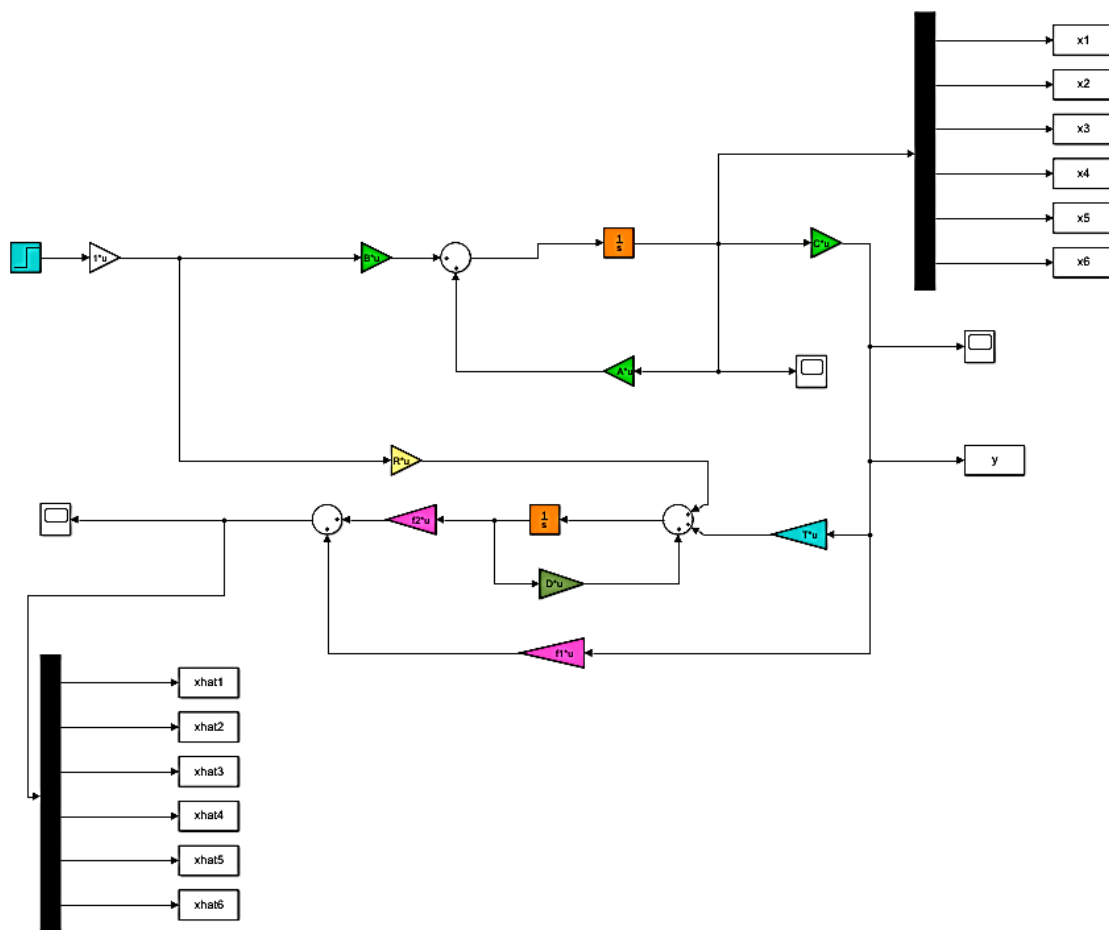 x1
x2
x3
x4
x5
x6
1*u
B*u
1
s
C*u
A*u
y
R*u
f2*u
1
s
T*u
D*u
f1*u
xhat1
xhat2
xhat3
xhat4
xhat5
xhat6